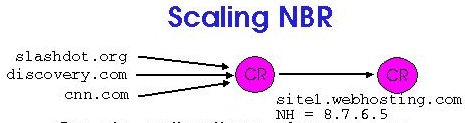 Scaling NBR
slashdot.org
discovery.com
cnn.com
CR
CR
site1.webhosting.com
NH = 8.7.6.5